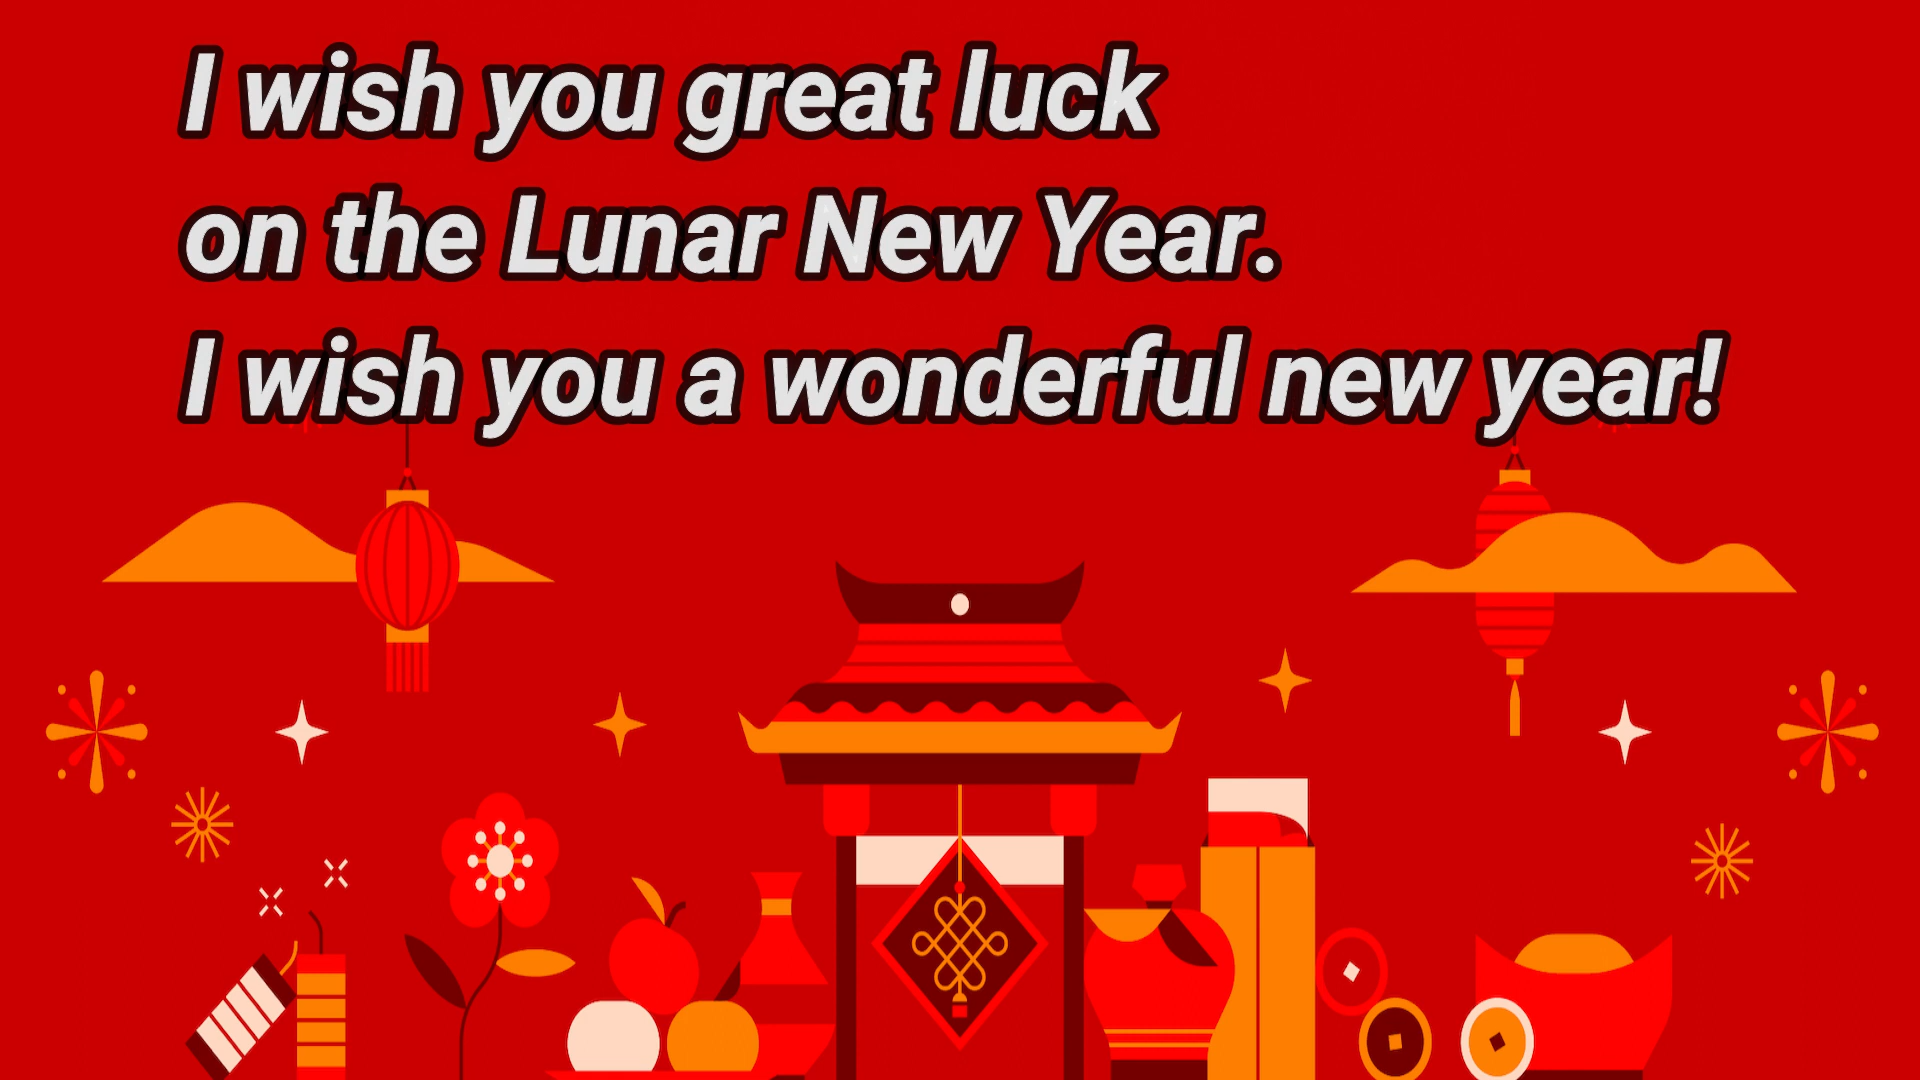 I wish you great luck
on the Lunar New Year.
I wish you a wonderful new year!